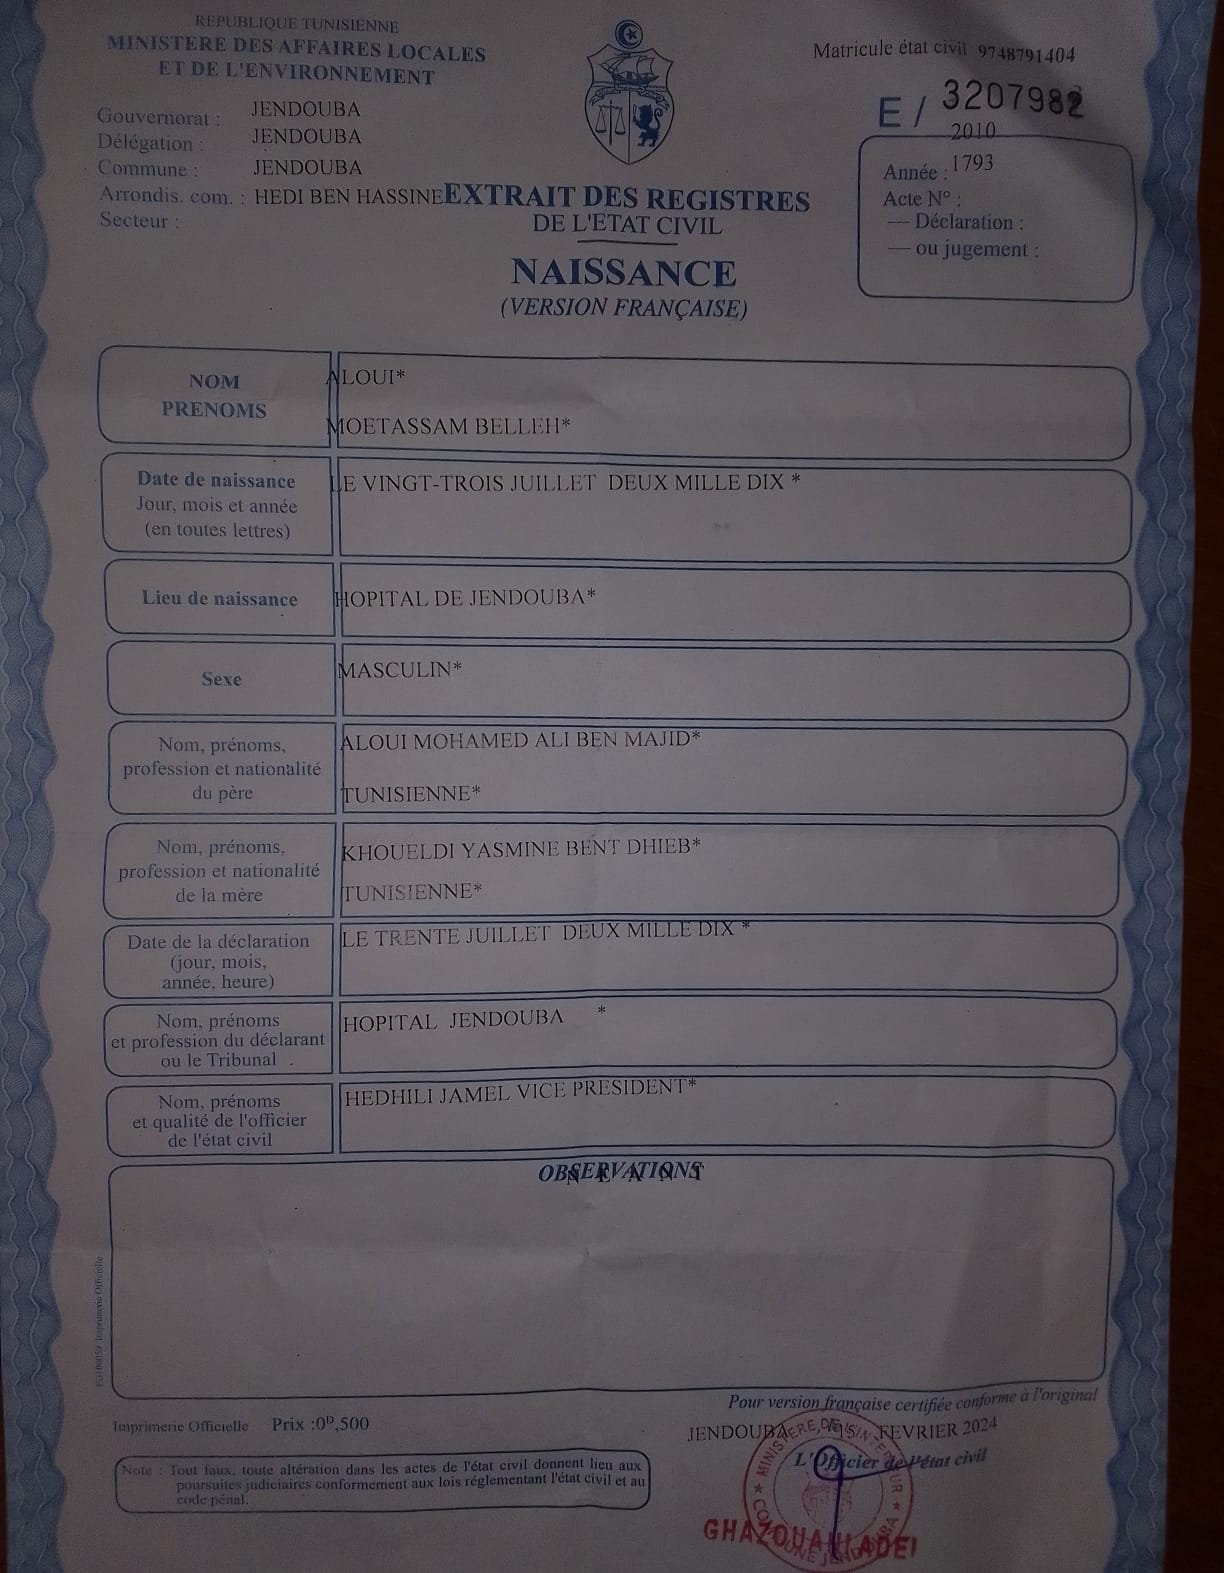 REPUBLIQUE TUNISIENNE
MINISTERE DES AFFAIRES LOCALES
ET DE L'ENVIRONNEMENT
Matricule état civil 9748791404
E / 3207982
Gouvernorat : JENDOUBA
Délégation : JENDOUBA
Commune : JENDOUBA
Arrondis. com. : HEDI BEN HASSINE
Secteur :
EXTRAIT DES REGISTRES
DE L'ETAT CIVIL
NAISSANCE
(VERSION FRANÇAISE)
2010
Année : 1793
Acte N° :
— Déclaration :
— ou jugement :
NOM
PRENOMS
ALOUI*
MOETASSAM BELLEH*
Date de naissance
Jour, mois et année
(en toutes lettres)
LE VINGT-TROIS JUILLET DEUX MILLE DIX *
Lieu de naissance
HOPITAL DE JENDOUBA*
Sexe
MASCULIN*
Nom, prénoms,
profession et nationalité
du père
ALOUI MOHAMED ALI BEN MAJID*
TUNISIENNE*
Nom, prénoms,
profession et nationalité
de la mère
KHOUELDI YASMINE BENT DHIEB*
TUNISIENNE*
Date de la déclaration
(jour, mois,
année, heure)
LE TRENTE JUILLET DEUX MILLE DIX *
Nom, prénoms
et profession du déclarant
ou le Tribunal .
HOPITAL JENDOUBA *
Nom, prénoms
et qualité de l'officier
de l'état civil
HEDHILI JAMEL VICE PRESIDENT*
OBSERVATIONS
N E A N T
Imprimerie Officielle
Imprimerie Officielle Prix :0ᴰ,500
Note : Tout faux, toute altération dans les actes de l'état civil donnent lieu aux
poursuites judiciaires conformement aux lois réglementant l'état civil et au
code pénal.
Pour version française certifiée conforme à l'original
JENDOUBA, 15 FEVRIER 2024
L'Officier de l'état civil
MINISTERE DE L'INTERIEUR
COMMUNE JENDOUBA